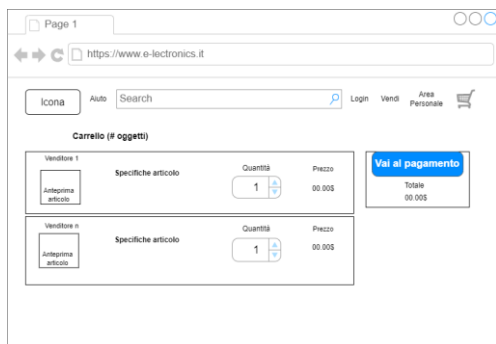 Page 1
https://www.e-lectronics.it
Icona
Aiuto
Search
Login
Vendi
Area
Personale
Carrello (# oggetti)
Venditore 1
Anteprima
articolo
Specifiche articolo
Quantità
1
Prezzo
00.00$
Vai al pagamento
Totale
00.00$
Venditore n
Anteprima
articolo
Specifiche articolo
Quantità
1
Prezzo
00.00$